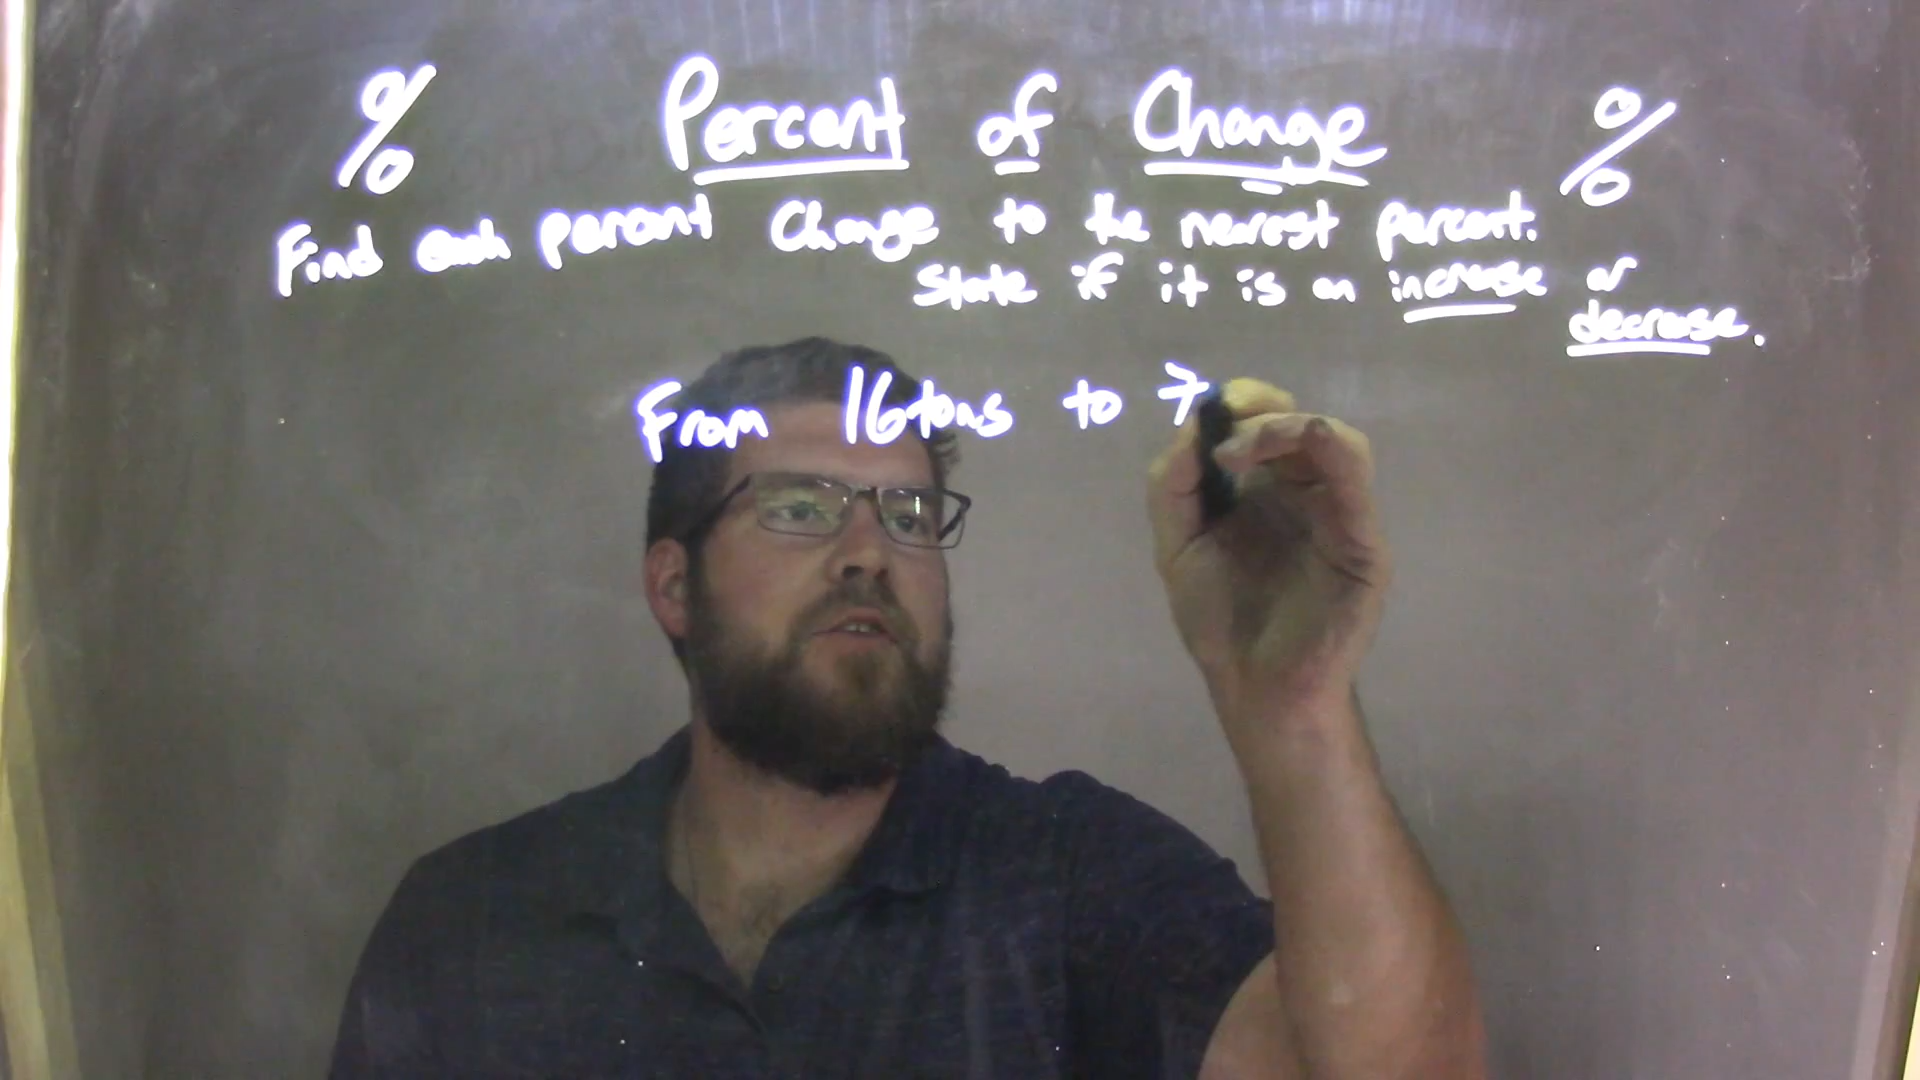 % Percent of Change %
Find each percent Change to the nearest percent.
State if it is an increase or
decrease.
From 16 tons to 7